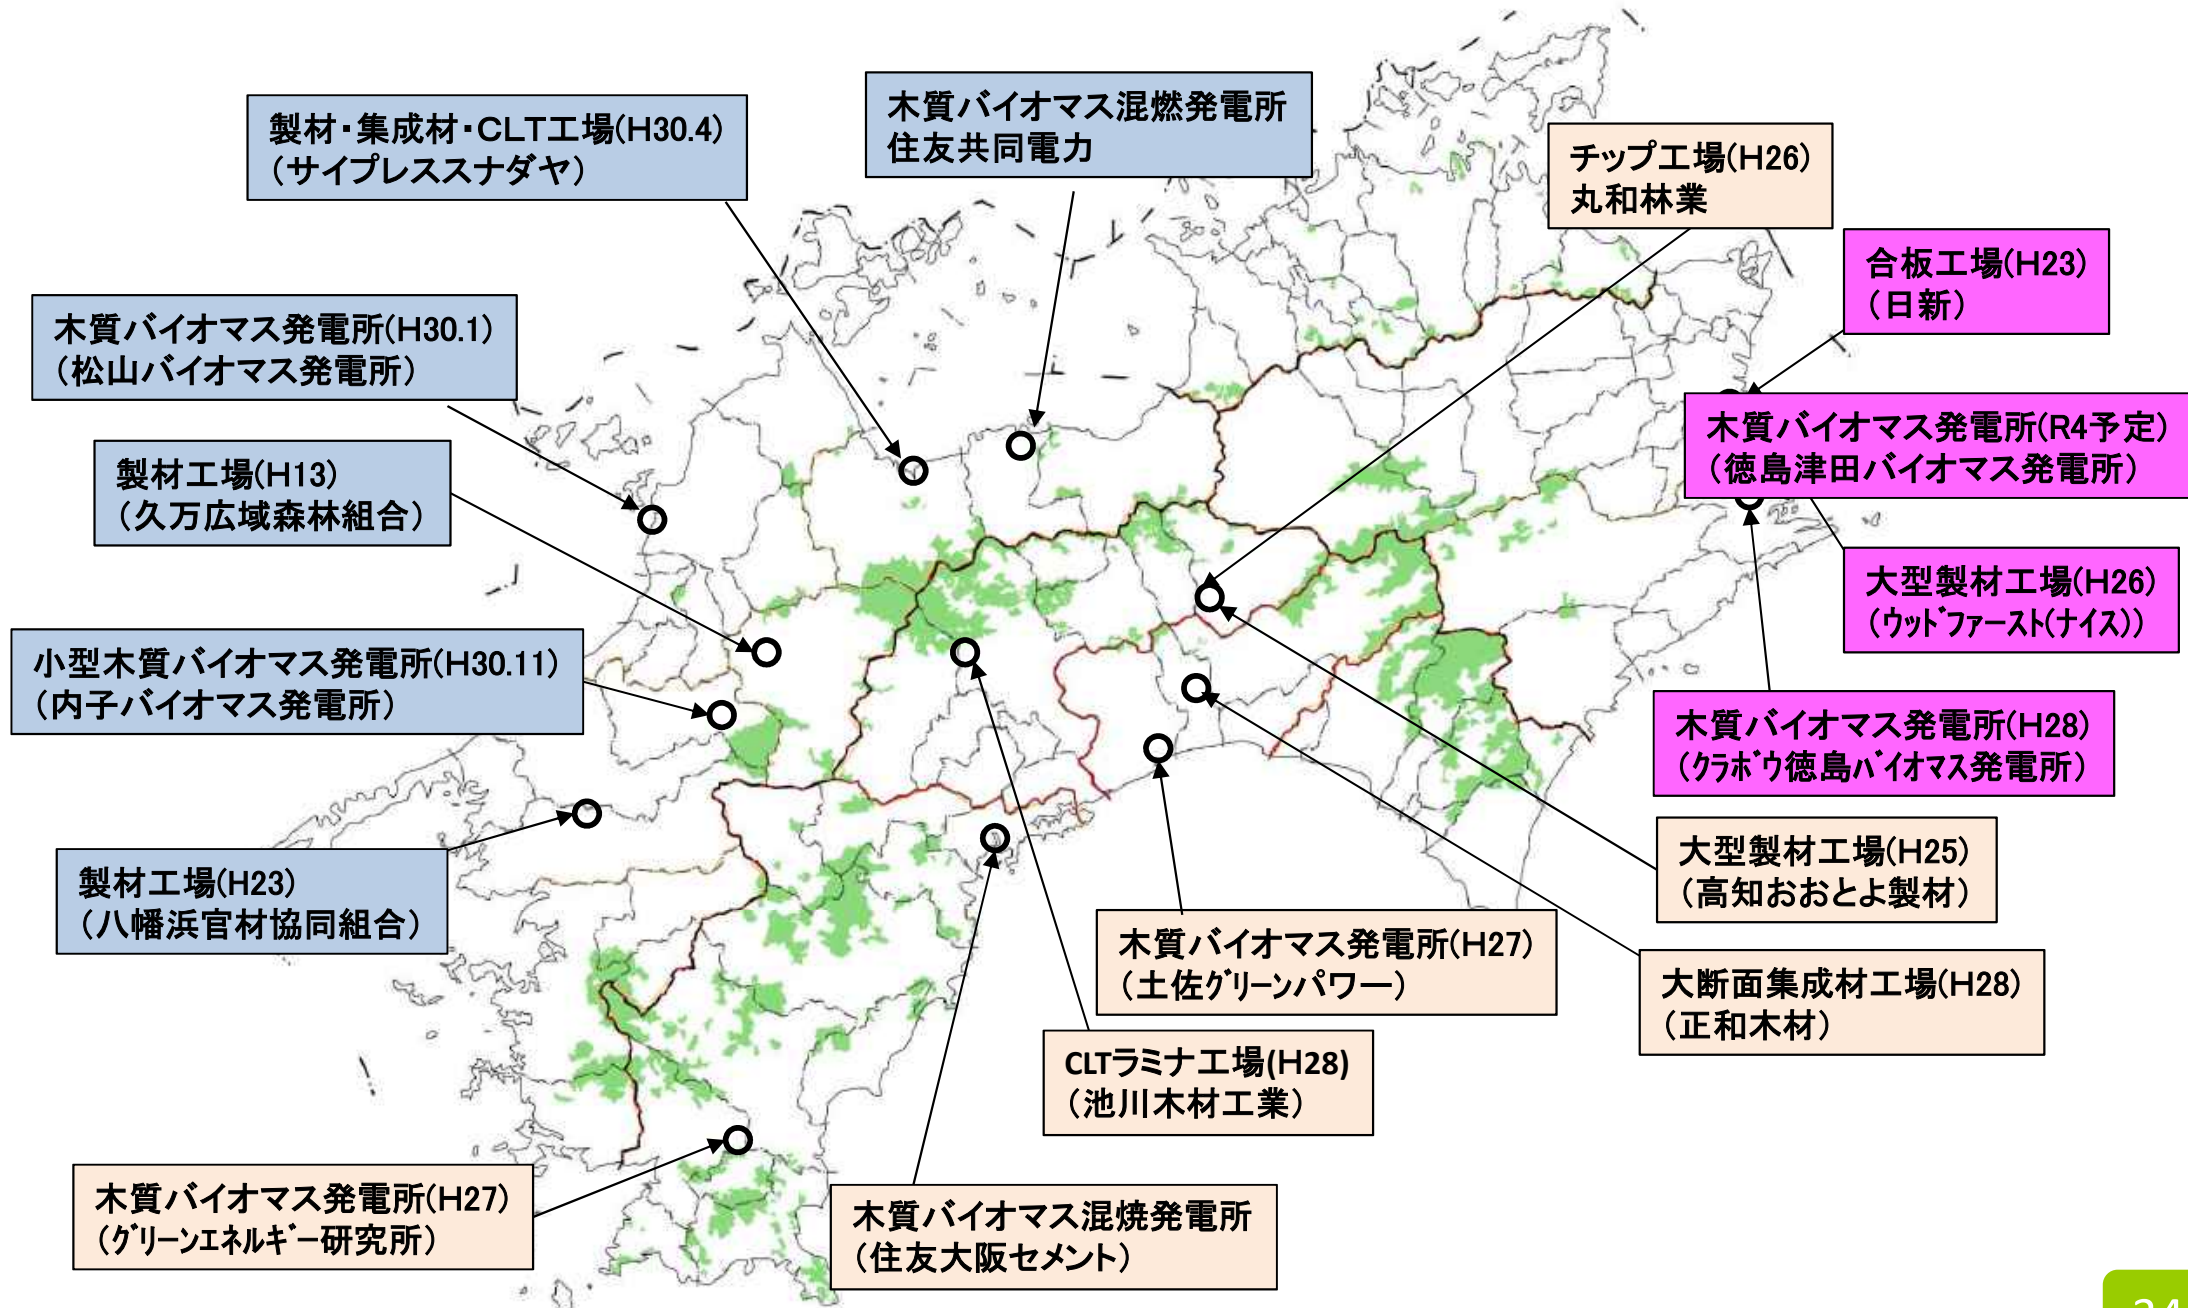 木質バイオマス混燃発電所
住友共同電力
製材・集成材・CLT工場(H30.4)
（サイプレススナダヤ）
チップ工場(H26)
丸和林業
合板工場(H23)
（日新）
木質バイオマス発電所(H30.1)
（松山バイオマス発電所）
木質バイオマス発電所(R4予定)
（徳島津田バイオマス発電所）
製材工場(H13)
（久万広域森林組合）
大型製材工場(H26)
（ｳｯﾄﾞﾌｧｰｽﾄ(ナイス)）
小型木質バイオマス発電所(H30.11)
（内子バイオマス発電所）
木質バイオマス発電所(H28)
（ｸﾗﾎﾞｳ徳島ﾊﾞｲｵﾏｽ発電所）
大型製材工場(H25)
（高知おおとよ製材）
製材工場(H23)
（八幡浜官材協同組合）
木質バイオマス発電所(H27)
（土佐ｸﾞﾘｰﾝパワー）
大断面集成材工場(H28)
（正和木材）
CLTラミナ工場(H28)
（池川木材工業）
木質バイオマス発電所(H27)
（ｸﾞﾘｰﾝｴﾈﾙｷﾞｰ研究所）
木質バイオマス混焼発電所
（住友大阪セメント）